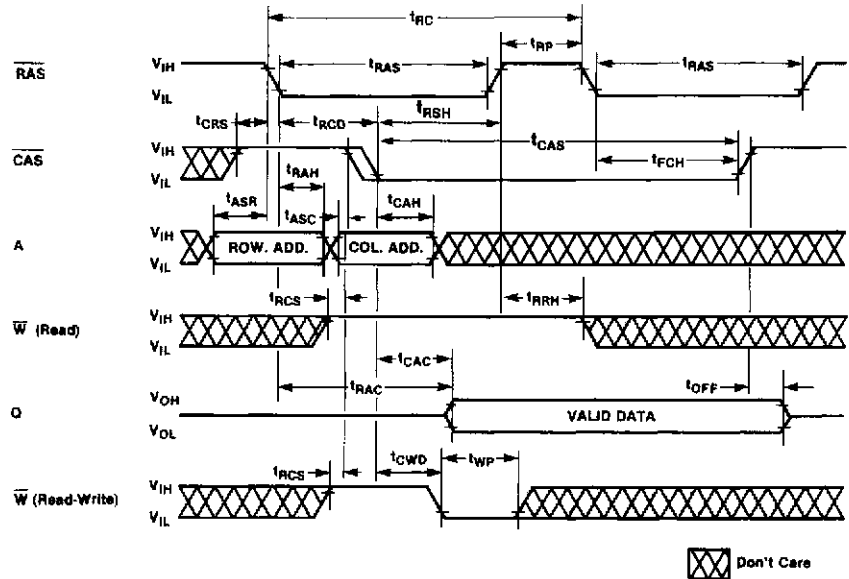 tRC
tRP
RAS
VIH
VIL
tRAS
tRAS
tRSH
tCRS
tRCD
tCAS
CAS
VIH
VIL
tRAH
tFCH
tASR
tASC
tCAH
A
VIH
VIL
ROW. ADD.
COL. ADD.
tRCS
tRRH
W (Read)
VIH
VIL
tCAC
tRAC
tOFF
Q
VOH
VOL
VALID DATA
tRCS
tCWD
tWP
W (Read-Write)
VIH
VIL
Don't Care